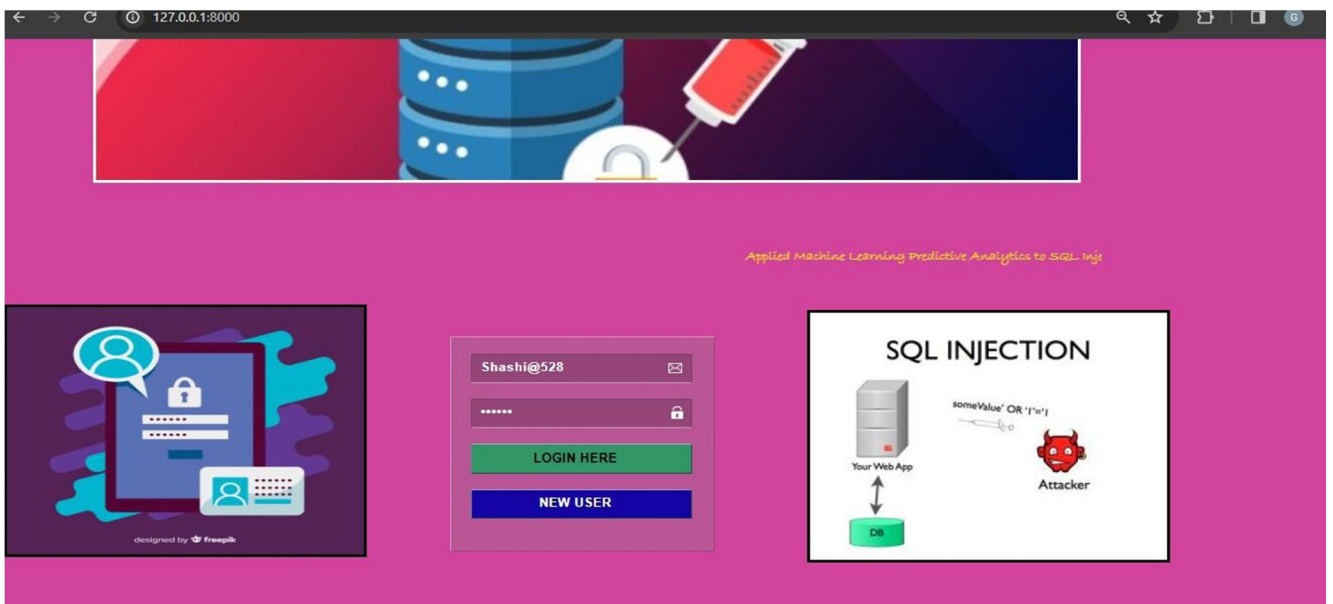 127.0.0.1:8000
G
Applied Machine Learning Predictive Analytics to SQL Inje
Shashi@528
••••••
LOGIN HERE
NEW USER
designed by freepik
SQL INJECTION
someValue' OR '1'='1
Your Web App
Attacker
DB